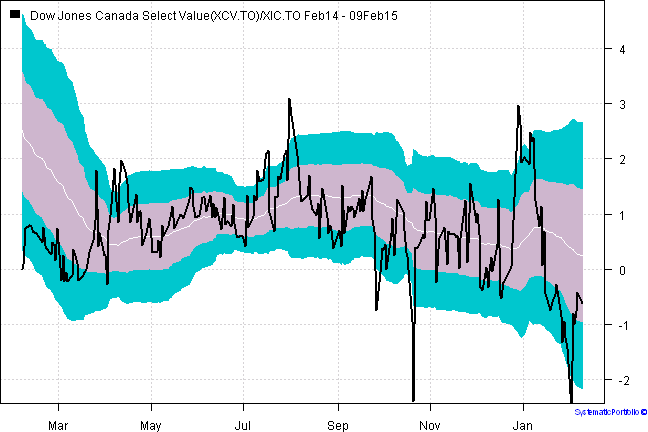 Dow Jones Canada Select Value(XCV.TO)/XIC.TO Feb14 - 09Feb15
4
3
2
1
0
-1
-2
Mar May Jul Sep Nov Jan
SystematicPortfolio ©